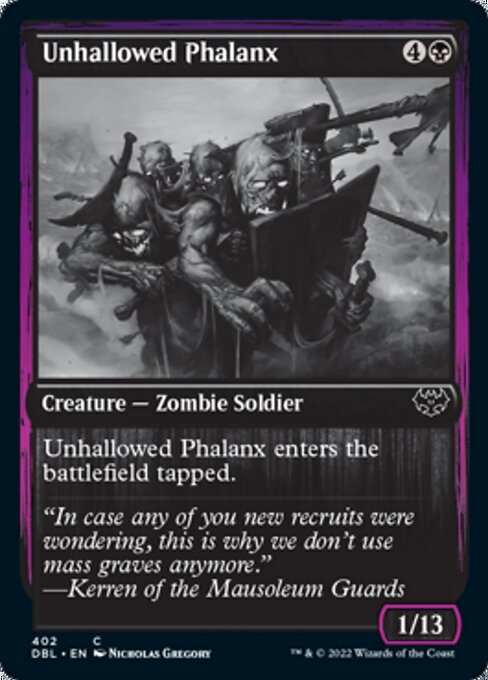 Unhallowed Phalanx 4
Creature — Zombie Soldier
Unhallowed Phalanx enters the
battlefield tapped.
“In case any of you new recruits were
wondering, this is why we don’t use
mass graves anymore.”
—Kerren of the Mausoleum Guards
1/13
402 C
DBL • EN Nicholas Gregory ™ & © 2022 Wizards of the Coast